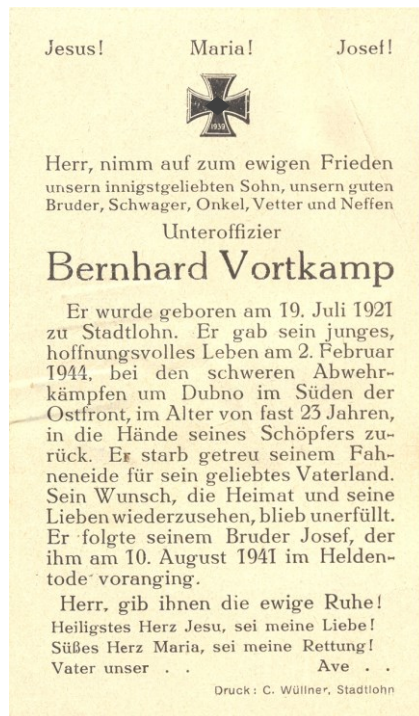 Jesus! Maria! Josef!
1939
Herr, nimm auf zum ewigen Frieden
unsern innigstgeliebten Sohn, unsern guten
Bruder, Schwager, Onkel, Vetter und Neffen
Unteroffizier
Bernhard Vortkamp
Er wurde geboren am 19. Juli 1921
zu Stadtlohn. Er gab sein junges,
hoffnungsvolles Leben am 2. Februar
1944, bei den schweren Abwehr-
kämpfen um Dubno im Süden der
Ostfront, im Alter von fast 23 Jahren,
in die Hände seines Schöpfers zu-
rück. Er starb getreu seinem Fah-
neneide für sein geliebtes Vaterland.
Sein Wunsch, die Heimat und seine
Lieben wiederzusehen, blieb unerfüllt.
Er folgte seinem Bruder Josef, der
ihm am 10. August 1941 im Helden-
tode voranging.
Herr, gib ihnen die ewige Ruhe!
Heiligstes Herz Jesu, sei meine Liebe!
Süßes Herz Maria, sei meine Rettung!
Vater unser . . Ave . .
Druck: C. Wüllner, Stadtlohn